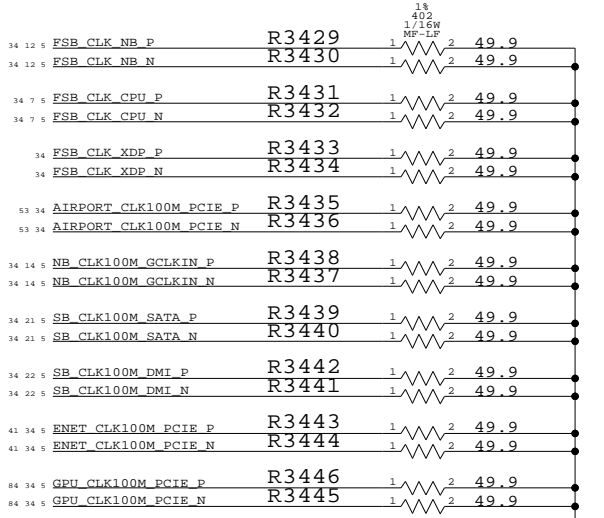 1%
402
1/16W
MF-LF
34 12 5 FSB_CLK_NB_P R3429 1 2 49.9
34 12 5 FSB_CLK_NB_N R3430 1 2 49.9
34 7 5 FSB_CLK_CPU_P R3431 1 2 49.9
34 7 5 FSB_CLK_CPU_N R3432 1 2 49.9
34 FSB_CLK_XDP_P R3433 1 2 49.9
34 FSB_CLK_XDP_N R3434 1 2 49.9
53 34 AIRPORT_CLK100M_PCIE_P R3435 1 2 49.9
53 34 AIRPORT_CLK100M_PCIE_N R3436 1 2 49.9
34 14 5 NB_CLK100M_GCLKIN_P R3438 1 2 49.9
34 14 5 NB_CLK100M_GCLKIN_N R3437 1 2 49.9
34 21 5 SB_CLK100M_SATA_P R3439 1 2 49.9
34 21 5 SB_CLK100M_SATA_N R3440 1 2 49.9
34 22 5 SB_CLK100M_DMI_P R3442 1 2 49.9
34 22 5 SB_CLK100M_DMI_N R3441 1 2 49.9
41 34 5 ENET_CLK100M_PCIE_P R3443 1 2 49.9
41 34 5 ENET_CLK100M_PCIE_N R3444 1 2 49.9
84 34 5 GPU_CLK100M_PCIE_P R3446 1 2 49.9
84 34 5 GPU_CLK100M_PCIE_N R3445 1 2 49.9